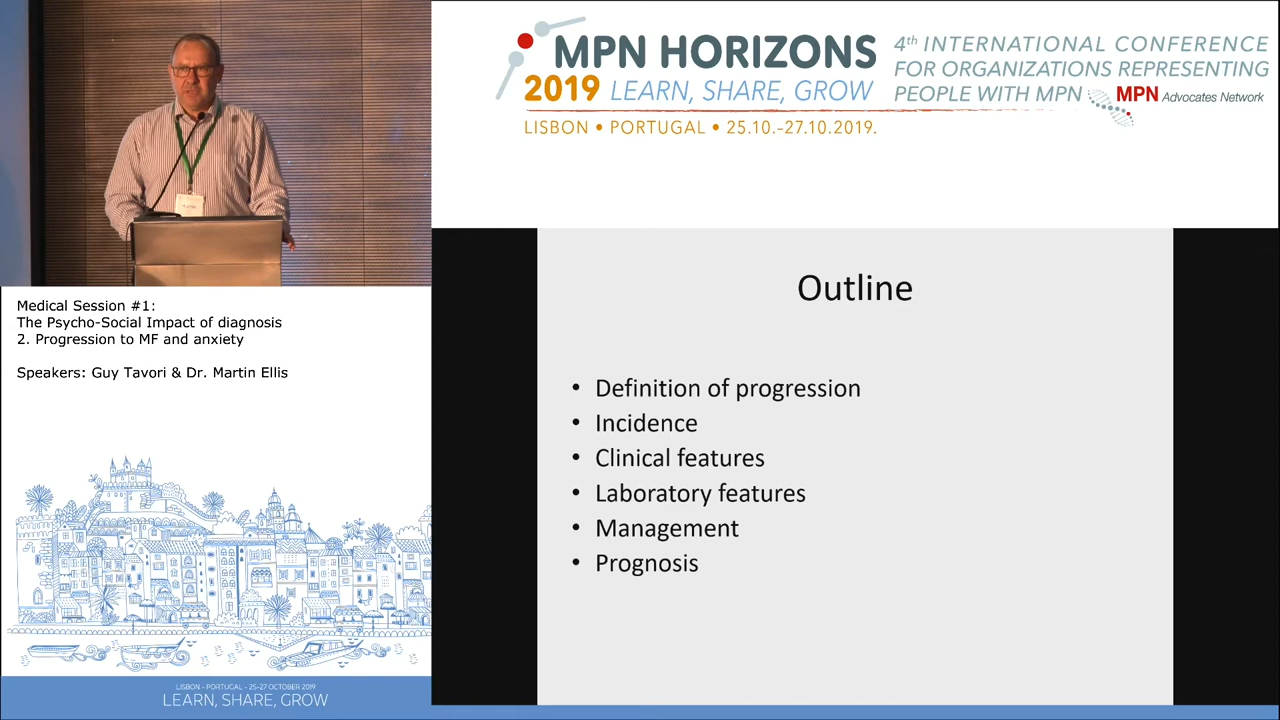 MPN HORIZONS
2019 LEARN, SHARE, GROW
4th INTERNATIONAL CONFERENCE
FOR ORGANIZATIONS REPRESENTING
PEOPLE WITH MPN
MPN Advocates Network
LISBON • PORTUGAL • 25.10.-27.10.2019.
Medical Session #1:
The Psycho-Social Impact of diagnosis
2. Progression to MF and anxiety
Speakers: Guy Tavori & Dr. Martin Ellis
Outline
• Definition of progression
• Incidence
• Clinical features
• Laboratory features
• Management
• Prognosis
LISBON - PORTUGAL - 25-27 OCTOBER 2019
LEARN, SHARE, GROW